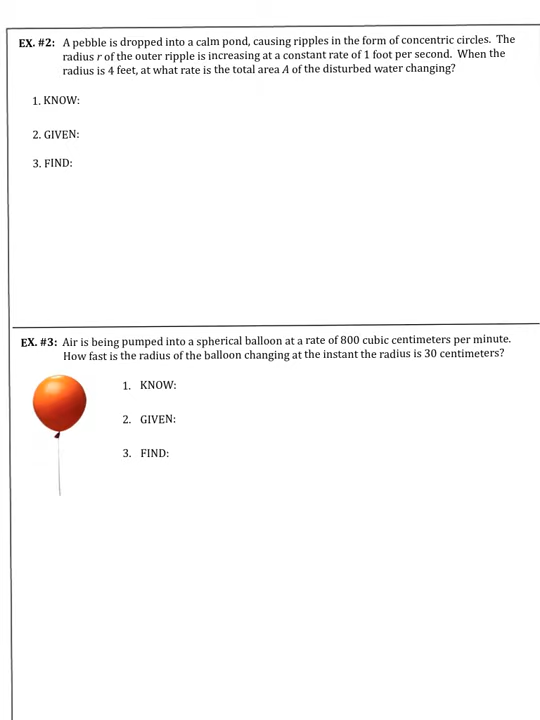 EX. #2: A pebble is dropped into a calm pond, causing ripples in the form of concentric circles. The
radius r of the outer ripple is increasing at a constant rate of 1 foot per second. When the
radius is 4 feet, at what rate is the total area A of the disturbed water changing?
1. KNOW:
2. GIVEN:
3. FIND:
EX. #3: Air is being pumped into a spherical balloon at a rate of 800 cubic centimeters per minute.
How fast is the radius of the balloon changing at the instant the radius is 30 centimeters?
1. KNOW:
2. GIVEN:
3. FIND: